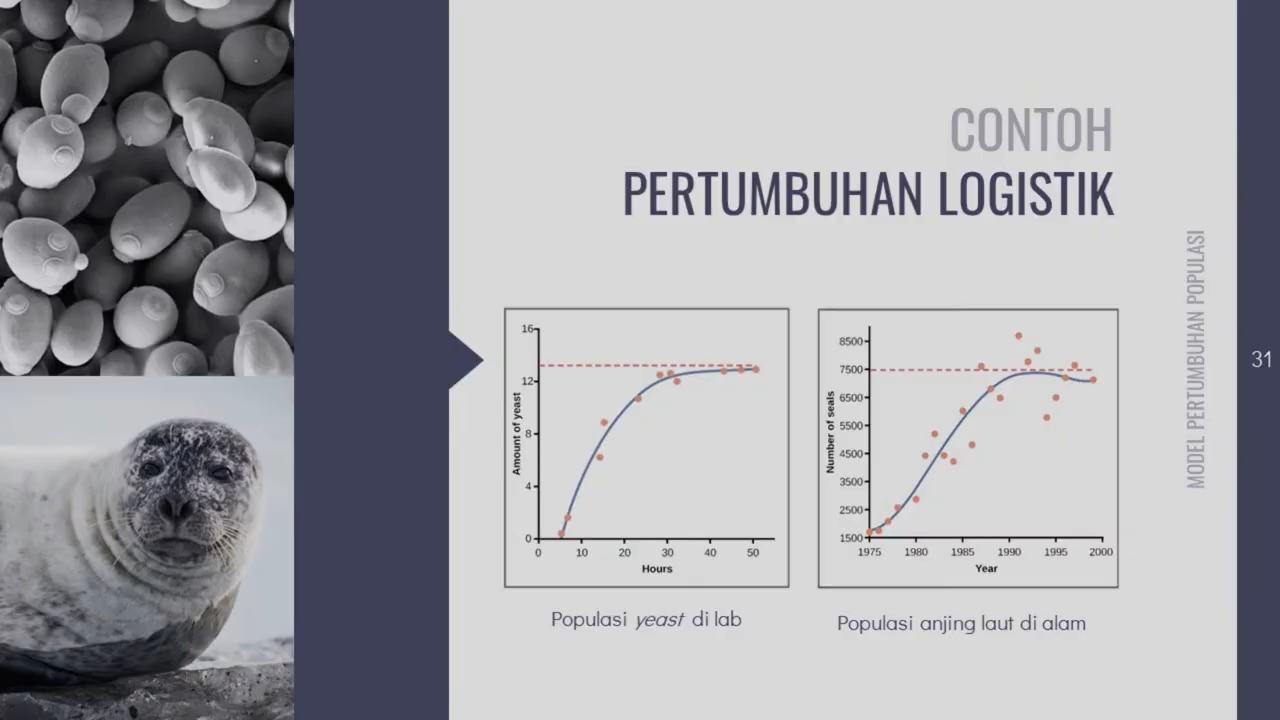 CONTOH
PERTUMBUHAN LOGISTIK
MODEL PERTUMBUHAN POPULASI
31
16
12
8
4
0
Amount of yeast
0 10 20 30 40 50
Hours
Populasi yeast di lab
8500
7500
6500
5500
4500
3500
2500
1500
Number of seals
1975 1980 1985 1990 1995 2000
Year
Populasi anjing laut di alam